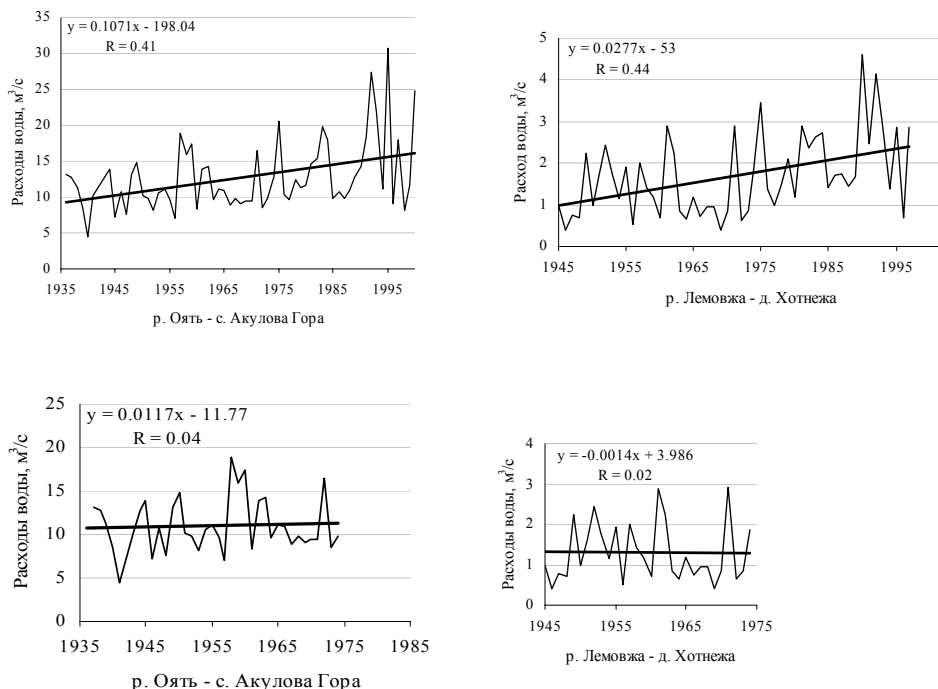 y = 0.1071x - 198.04
R = 0.41
Расходы воды, м³/с
35
30
25
20
15
10
5
0
1935 1945 1955 1965 1975 1985 1995
р. Оять - с. Акулова Гора
y = 0.0277x - 53
R = 0.44
Расход воды, м³/с
5
4
3
2
1
0
1945 1955 1965 1975 1985 1995
р. Лемовжа - д. Хотнежа
y = 0.0117x - 11.77
R = 0.04
Расходы воды, м³/с
25
20
15
10
5
0
1935 1945 1955 1965 1975 1985
р. Оять - с. Акулова Гора
y = -0.0014x + 3.986
R = 0.02
Расходы воды, м³/с
4
3
2
1
0
1945 1955 1965 1975
р. Лемовжа - д. Хотнежа